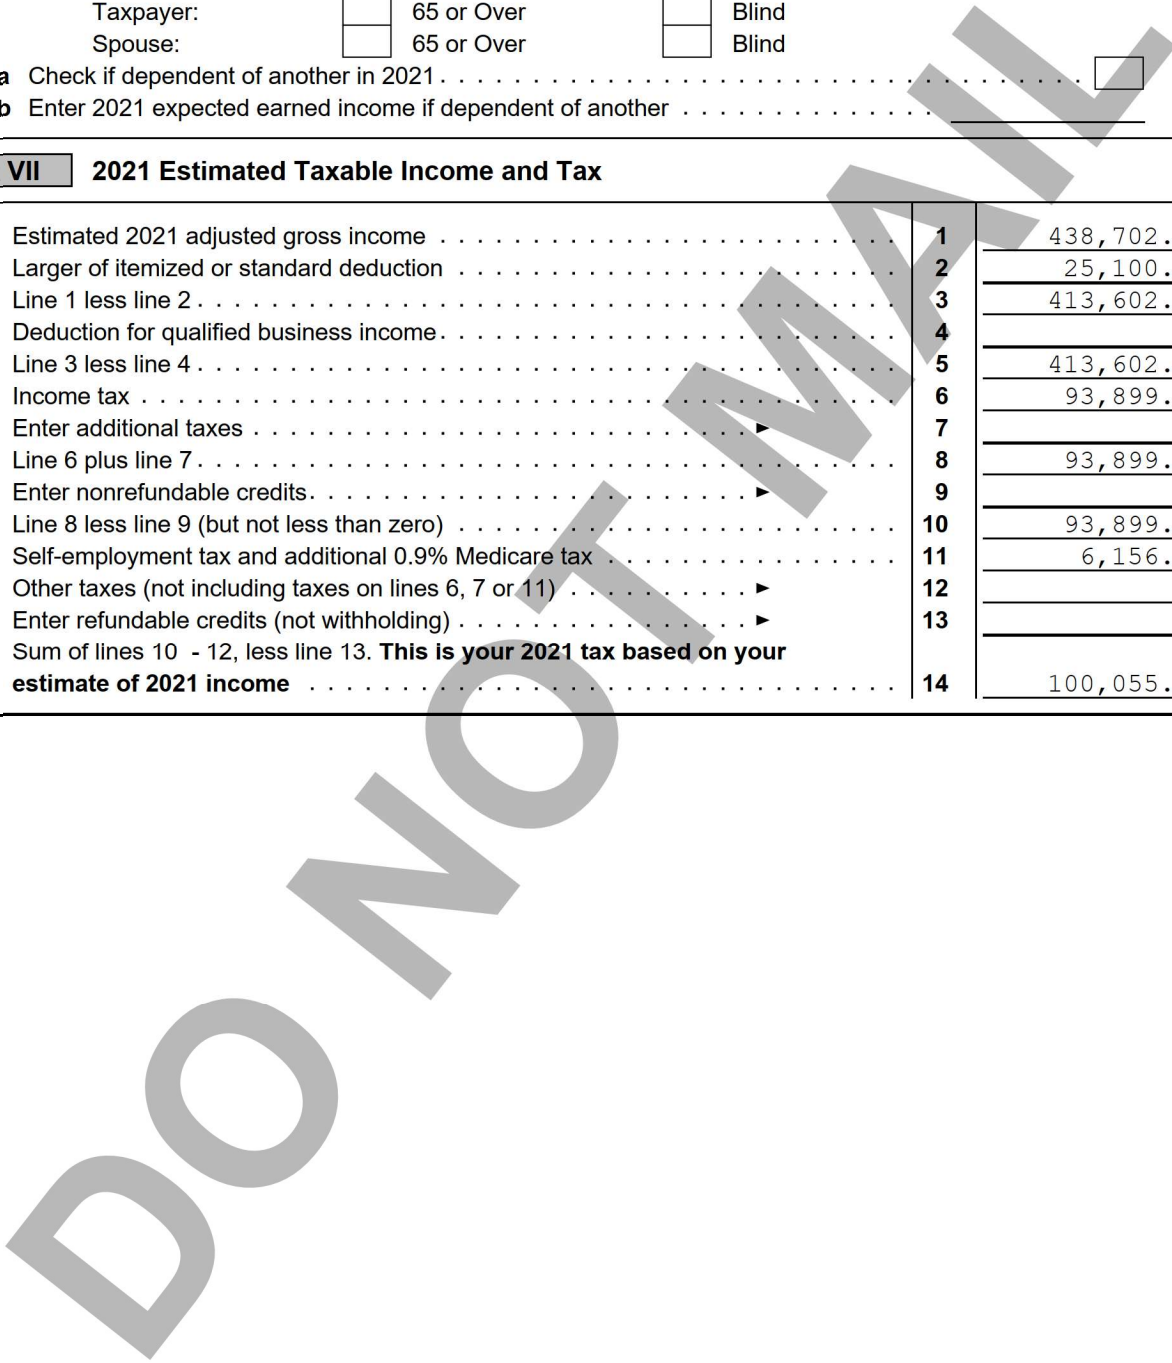 Taxpayer: 65 or Over Blind
Spouse: 65 or Over Blind
a Check if dependent of another in 2021
b Enter 2021 expected earned income if dependent of another
VII 2021 Estimated Taxable Income and Tax
Estimated 2021 adjusted gross income 1 438,702.
Larger of itemized or standard deduction 2 25,100.
Line 1 less line 2 3 413,602.
Deduction for qualified business income 4
Line 3 less line 4 5 413,602.
Income tax 6 93,899.
Enter additional taxes ► 7
Line 6 plus line 7 8 93,899.
Enter nonrefundable credits ► 9
Line 8 less line 9 (but not less than zero) 10 93,899.
Self-employment tax and additional 0.9% Medicare tax 11 6,156.
Other taxes (not including taxes on lines 6, 7 or 11) ► 12
Enter refundable credits (not withholding) ► 13
Sum of lines 10 - 12, less line 13. This is your 2021 tax based on your
estimate of 2021 income 14 100,055.
DO NOT MAIL